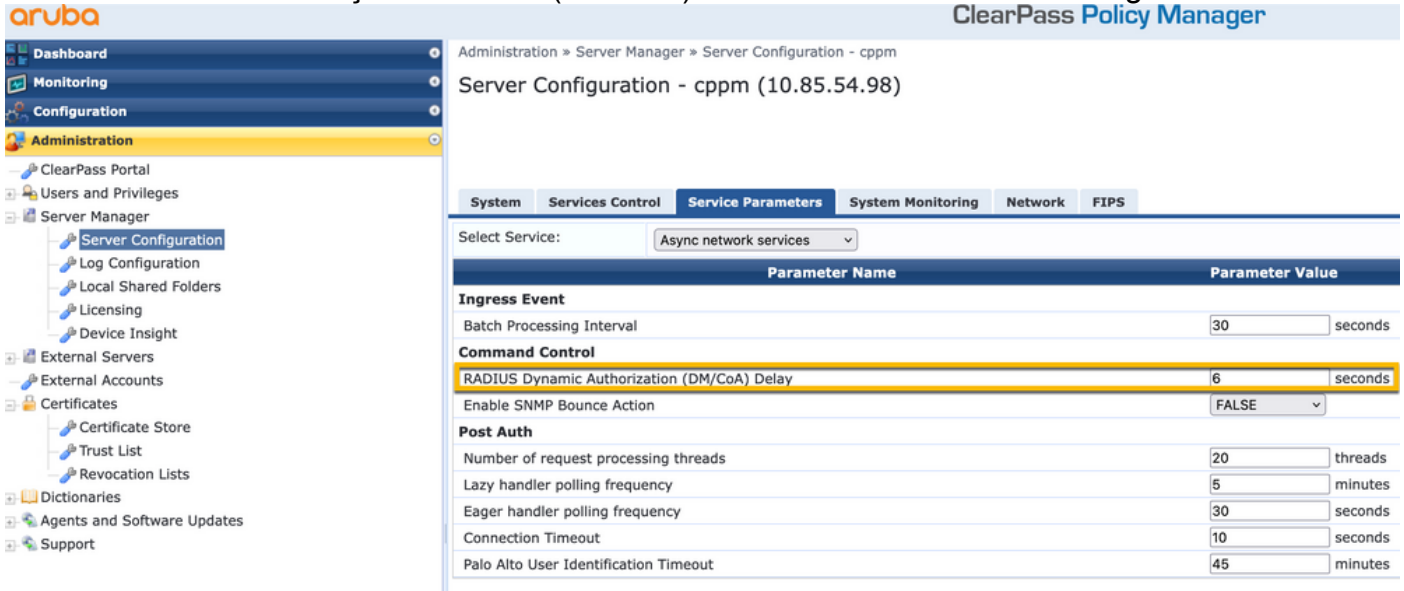 aruba
ClearPass Policy Manager
Dashboard
Monitoring
Configuration
Administration
ClearPass Portal
Users and Privileges
Server Manager
Server Configuration
Log Configuration
Local Shared Folders
Licensing
Device Insight
External Servers
External Accounts
Certificates
Certificate Store
Trust List
Revocation Lists
Dictionaries
Agents and Software Updates
Support
Administration » Server Manager » Server Configuration - cppm
Server Configuration - cppm (10.85.54.98)
System Services Control Service Parameters System Monitoring Network FIPS
Select Service: Async network services
Parameter Name Parameter Value
Ingress Event
Batch Processing Interval 30 seconds
Command Control
RADIUS Dynamic Authorization (DM/CoA) Delay 6 seconds
Enable SNMP Bounce Action FALSE
Post Auth
Number of request processing threads 20 threads
Lazy handler polling frequency 5 minutes
Eager handler polling frequency 30 seconds
Connection Timeout 10 seconds
Palo Alto User Identification Timeout 45 minutes